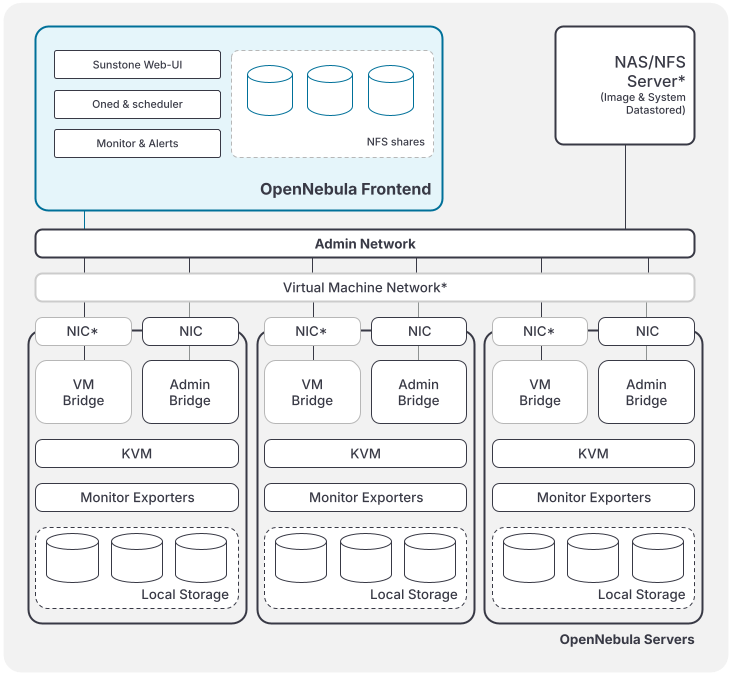 Sunstone Web-UI
Oned & scheduler
Monitor & Alerts
NFS shares
OpenNebula Frontend
NAS/NFS
Server*
(Image & System
Datastored)
Admin Network
Virtual Machine Network*
NIC*
NIC
NIC*
NIC
NIC*
NIC
VM
Bridge
Admin
Bridge
VM
Bridge
Admin
Bridge
VM
Bridge
Admin
Bridge
KVM
KVM
KVM
Monitor Exporters
Monitor Exporters
Monitor Exporters
Local Storage
Local Storage
Local Storage
OpenNebula Servers